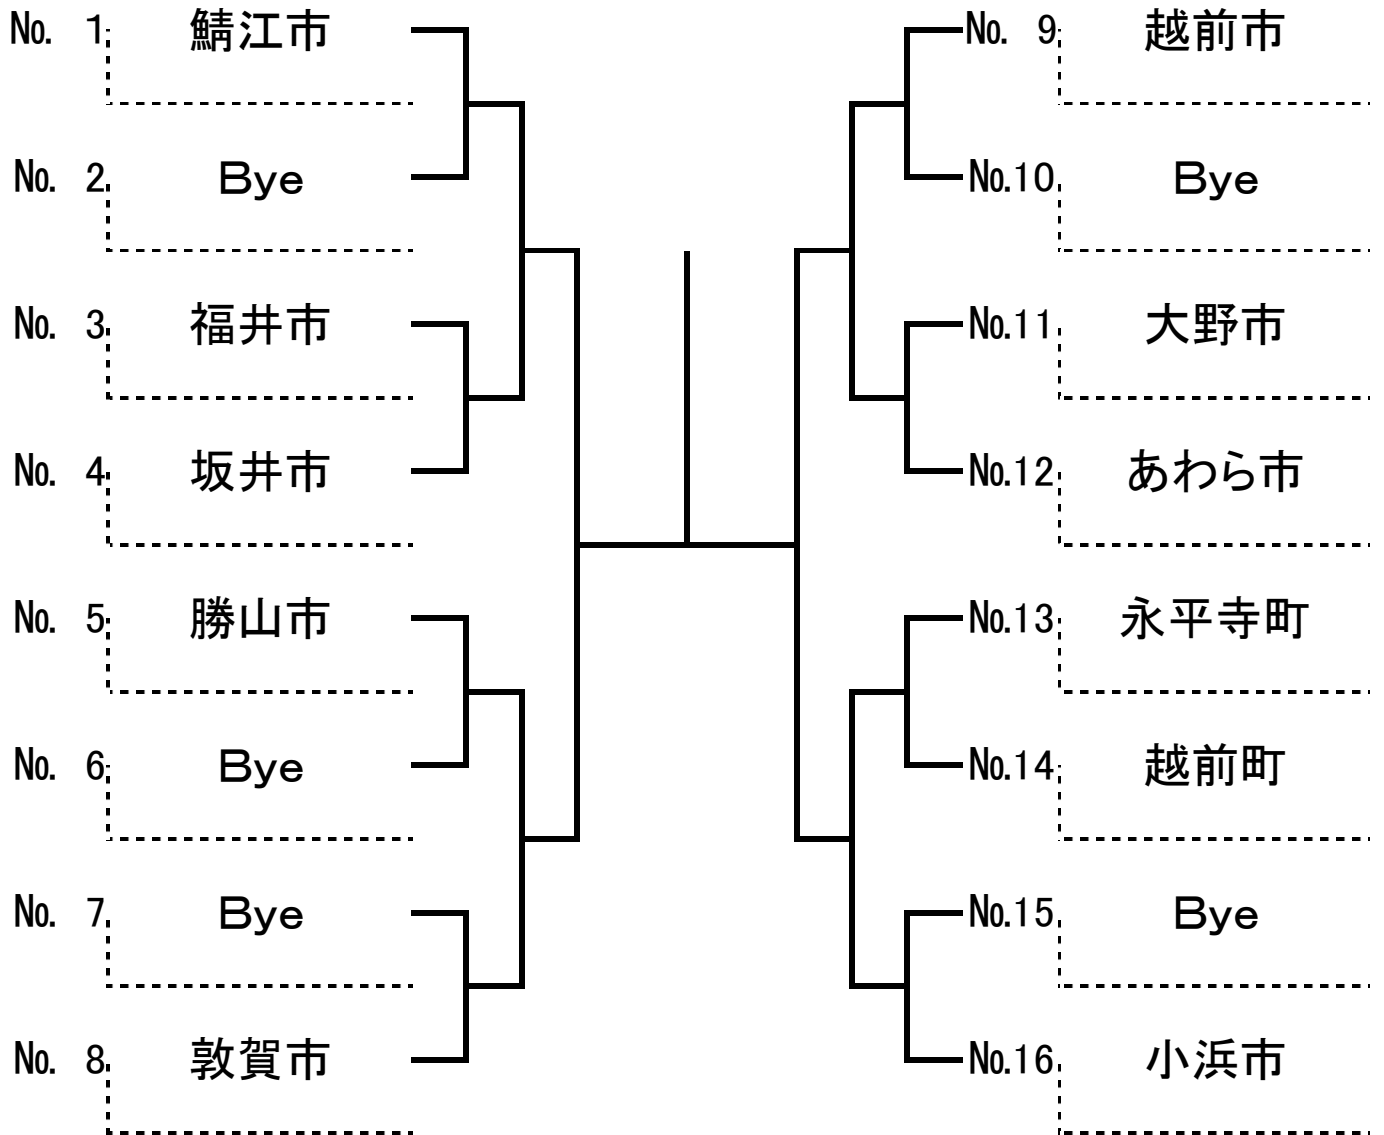 No. 1 鯖江市
No. 2 Bye
No. 3 福井市
No. 4 坂井市
No. 5 勝山市
No. 6 Bye
No. 7 Bye
No. 8 敦賀市
No. 9 越前市
No.10 Bye
No.11 大野市
No.12 あわら市
No.13 永平寺町
No.14 越前町
No.15 Bye
No.16 小浜市